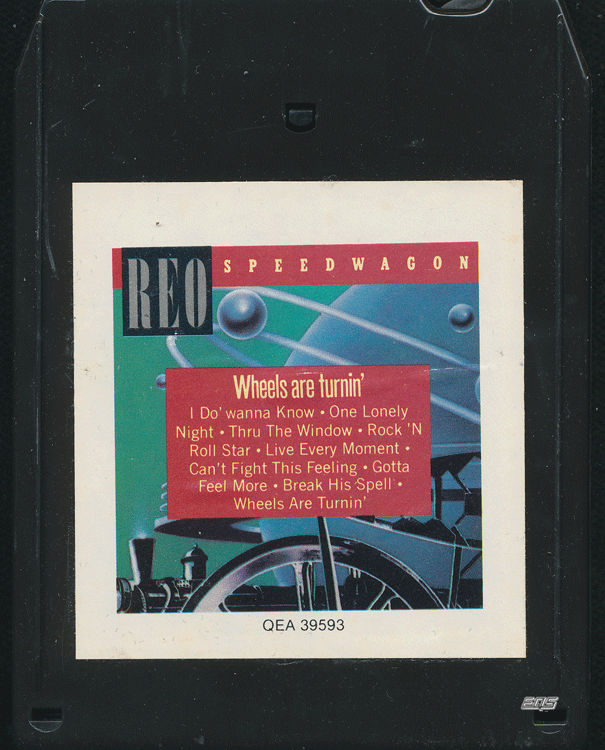 REO
SPEEDWAGON
Wheels are turnin'
I Do' wanna Know • One Lonely
Night • Thru The Window • Rock 'N
Roll Star • Live Every Moment •
Can't Fight This Feeling • Gotta
Feel More • Break His Spell •
Wheels Are Turnin'
QEA 39593